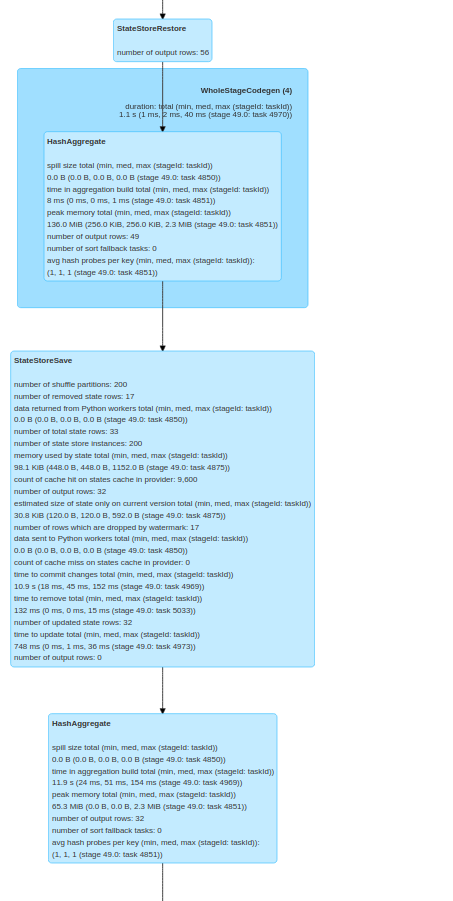 StateStoreRestore
number of output rows: 56
WholeStageCodegen (4)
duration: total (min, med, max (stageId: taskId))
1.1 s (1 ms, 2 ms, 40 ms (stage 49.0: task 4970))
HashAggregate
spill size total (min, med, max (stageId: taskId))
0.0 B (0.0 B, 0.0 B, 0.0 B (stage 49.0: task 4850))
time in aggregation build total (min, med, max (stageId: taskId))
8 ms (0 ms, 0 ms, 1 ms (stage 49.0: task 4851))
peak memory total (min, med, max (stageId: taskId))
136.0 MiB (256.0 KiB, 256.0 KiB, 2.3 MiB (stage 49.0: task 4851))
number of output rows: 49
number of sort fallback tasks: 0
avg hash probes per key (min, med, max (stageId: taskId)):
(1, 1, 1 (stage 49.0: task 4851))
StateStoreSave
number of shuffle partitions: 200
number of removed state rows: 17
data returned from Python workers total (min, med, max (stageId: taskId))
0.0 B (0.0 B, 0.0 B, 0.0 B (stage 49.0: task 4850))
number of total state rows: 33
number of state store instances: 200
memory used by state total (min, med, max (stageId: taskId))
98.1 KiB (448.0 B, 448.0 B, 1152.0 B (stage 49.0: task 4875))
count of cache hit on states cache in provider: 9,600
number of output rows: 32
estimated size of state only on current version total (min, med, max (stageId: taskId))
30.8 KiB (120.0 B, 120.0 B, 592.0 B (stage 49.0: task 4875))
number of rows which are dropped by watermark: 17
data sent to Python workers total (min, med, max (stageId: taskId))
0.0 B (0.0 B, 0.0 B, 0.0 B (stage 49.0: task 4850))
count of cache miss on states cache in provider: 0
time to commit changes total (min, med, max (stageId: taskId))
10.9 s (18 ms, 45 ms, 152 ms (stage 49.0: task 4969))
time to remove total (min, med, max (stageId: taskId))
132 ms (0 ms, 0 ms, 15 ms (stage 49.0: task 5033))
number of updated state rows: 32
time to update total (min, med, max (stageId: taskId))
748 ms (0 ms, 1 ms, 36 ms (stage 49.0: task 4973))
number of output rows: 0
HashAggregate
spill size total (min, med, max (stageId: taskId))
0.0 B (0.0 B, 0.0 B, 0.0 B (stage 49.0: task 4850))
time in aggregation build total (min, med, max (stageId: taskId))
11.9 s (24 ms, 51 ms, 154 ms (stage 49.0: task 4969))
peak memory total (min, med, max (stageId: taskId))
65.3 MiB (0.0 B, 0.0 B, 2.3 MiB (stage 49.0: task 4851))
number of output rows: 32
number of sort fallback tasks: 0
avg hash probes per key (min, med, max (stageId: taskId)):
(1, 1, 1 (stage 49.0: task 4851))